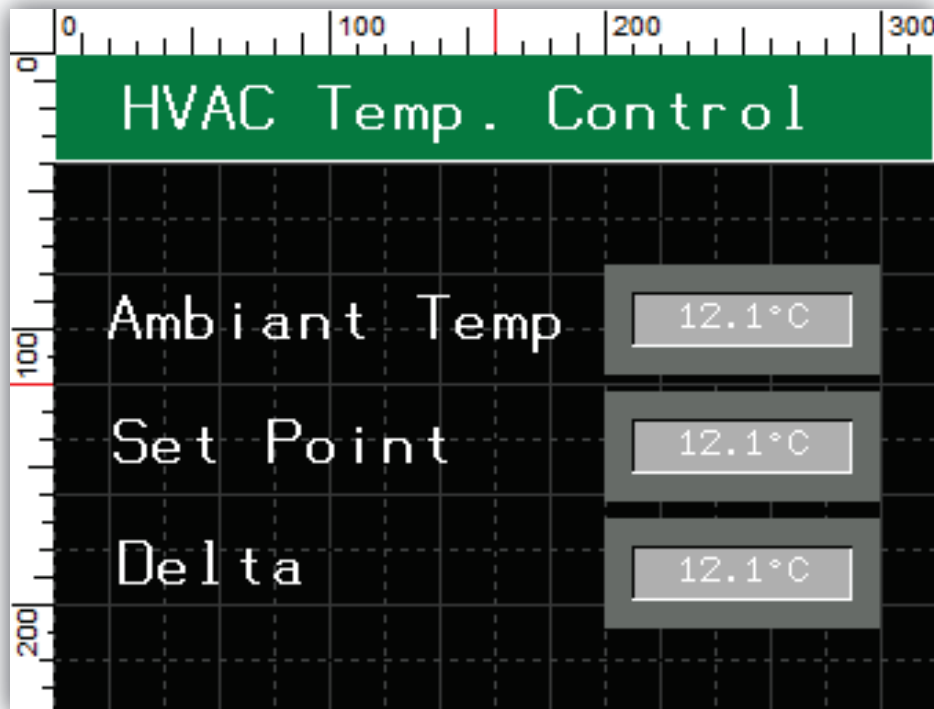 0 100 200 300
0
HVAC Temp. Control
Ambiant Temp 12.1°C
100
Set Point 12.1°C
Delta 12.1°C
200